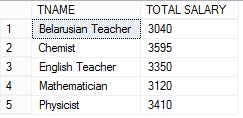 TNAME TOTAL SALARY
1 Belarusian Teacher 3040
2 Chemist 3595
3 English Teacher 3350
4 Mathematician 3120
5 Physicist 3410